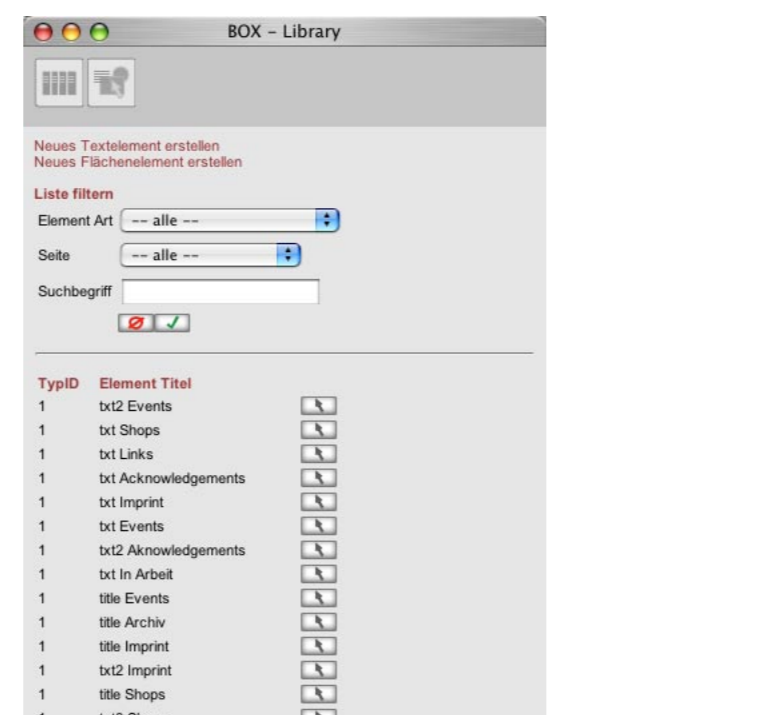 BOX – Library
Neues Textelement erstellen
Neues Flächenelement erstellen
Liste filtern
Element Art -- alle --
Seite -- alle --
Suchbegriff
TypID Element Titel
1 txt2 Events
1 txt Shops
1 txt Links
1 txt Acknowledgements
1 txt Imprint
1 txt Events
1 txt2 Aknowledgements
1 txt In Arbeit
1 title Events
1 title Archiv
1 title Imprint
1 txt2 Imprint
1 title Shops